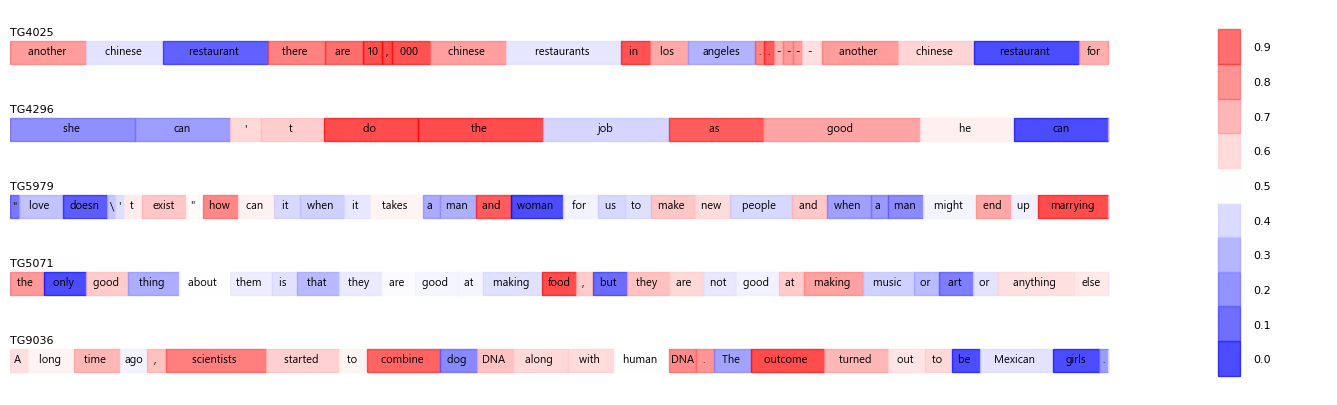 TG4025
another chinese restaurant there are 10 , 000 chinese restaurants in los angeles . . - - - - another chinese restaurant for
TG4296
she can ' t do the job as good he can
TG5979
" love doesn \ ' t exist " how can it when it takes a man and woman for us to make new people and when a man might end up marrying
TG5071
the only good thing about them is that they are good at making food , but they are not good at making music or art or anything else
TG9036
A long time ago , scientists started to combine dog DNA along with human DNA . The outcome turned out to be Mexican girls .
0.9
0.8
0.7
0.6
0.5
0.4
0.3
0.2
0.1
0.0